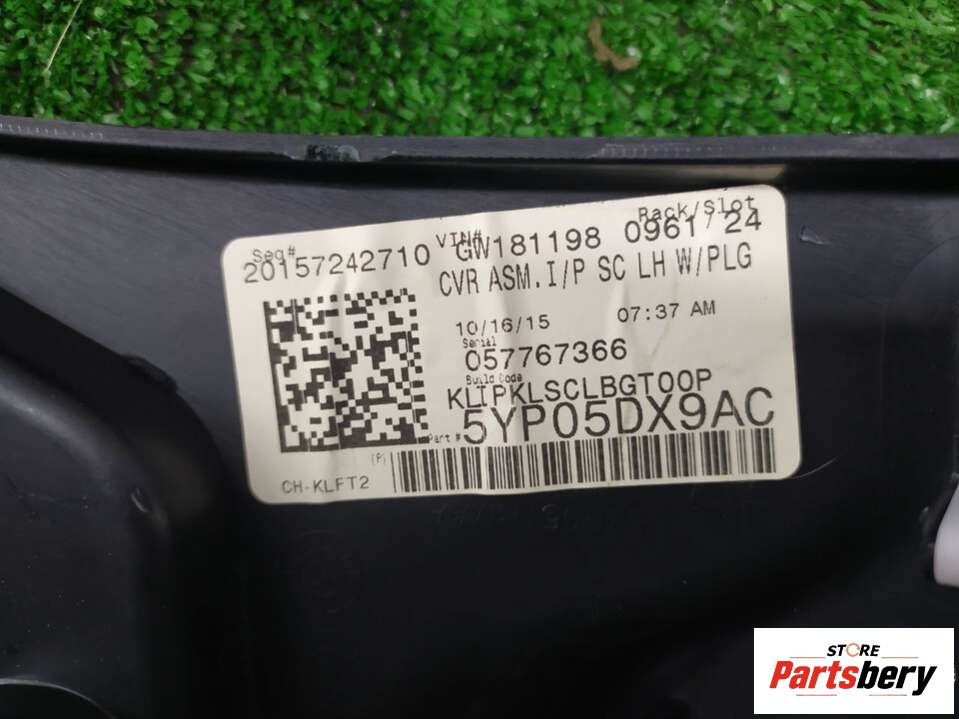 Seq# VIN# Rack/Slot
20157242710 GW181198 0961/24
CVR ASM. I/P SC LH W/PLG
10/16/15 07:37 AM
Serial
057767366
Build Code
KLIPKLSCLBGT00P
Part # 5YP05DX9AC
(P)
CH-KLFT2
STORE
Partsbery